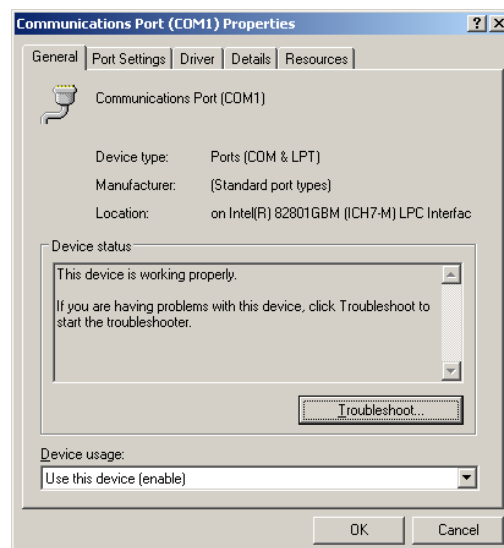 Communications Port (COM1) Properties
General Port Settings Driver Details Resources
Communications Port (COM1)
Device type: Ports (COM & LPT)
Manufacturer: (Standard port types)
Location: on Intel(R) 82801GBM (ICH7-M) LPC Interfac
Device status
This device is working properly.
If you are having problems with this device, click Troubleshoot to
start the troubleshooter.
Troubleshoot...
Device usage:
Use this device (enable)
OK Cancel